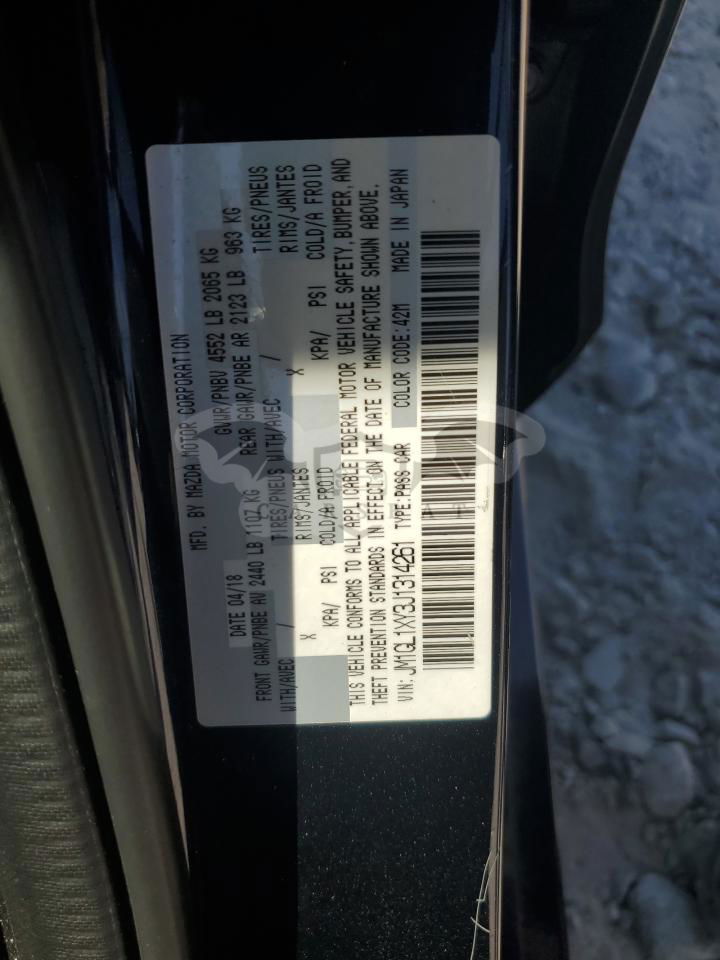 MFD. BY MAZDA MOTOR CORPORATION
DATE 04/18 GVWR/PNBV 4552 LB 2065 KG
FRONT GAWR/PNBE AV 2440 LB 1107 KG REAR GAWR/PNBE AR 2123 LB 963 KG
WITH/AVEC / TIRES/PNEUS WITH/AVEC / TIRES/PNEUS
X RIMS/JANTES X RIMS/JANTES
KPA/ PSI COLD/A FROID KPA/ PSI COLD/A FROID
THIS VEHICLE CONFORMS TO ALL APPLICABLE FEDERAL MOTOR VEHICLE SAFETY, BUMPER, AND
THEFT PREVENTION STANDARDS IN EFFECT ON THE DATE OF MANUFACTURE SHOWN ABOVE.
VIN: JM1GL1XY3J1314261 TYPE: PASS CAR COLOR CODE: 42M MADE IN JAPAN